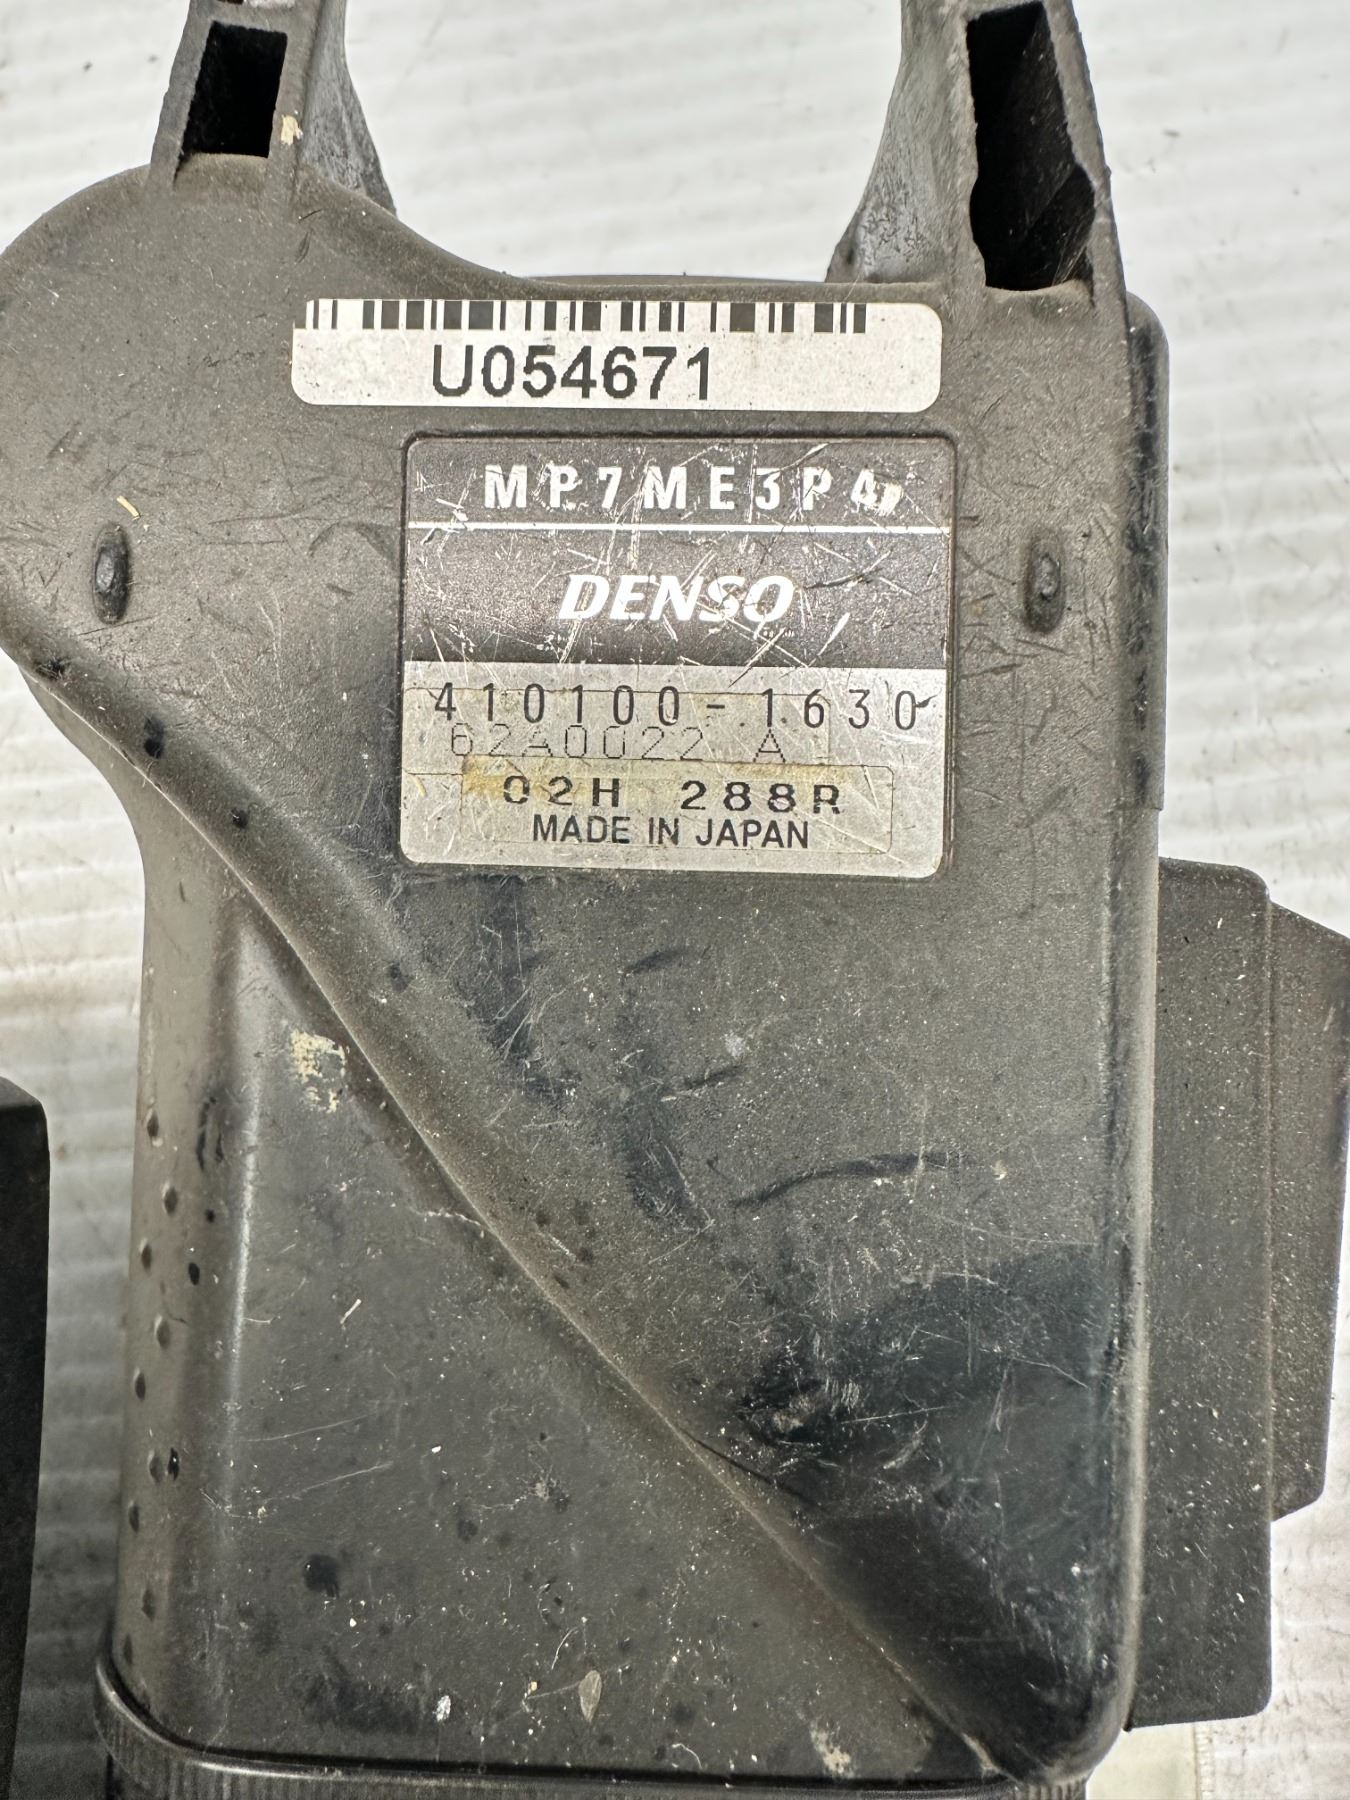 U054671
MP7ME3P4
DENSO
410100-1630
62A0022 A
02H 288R
MADE IN JAPAN